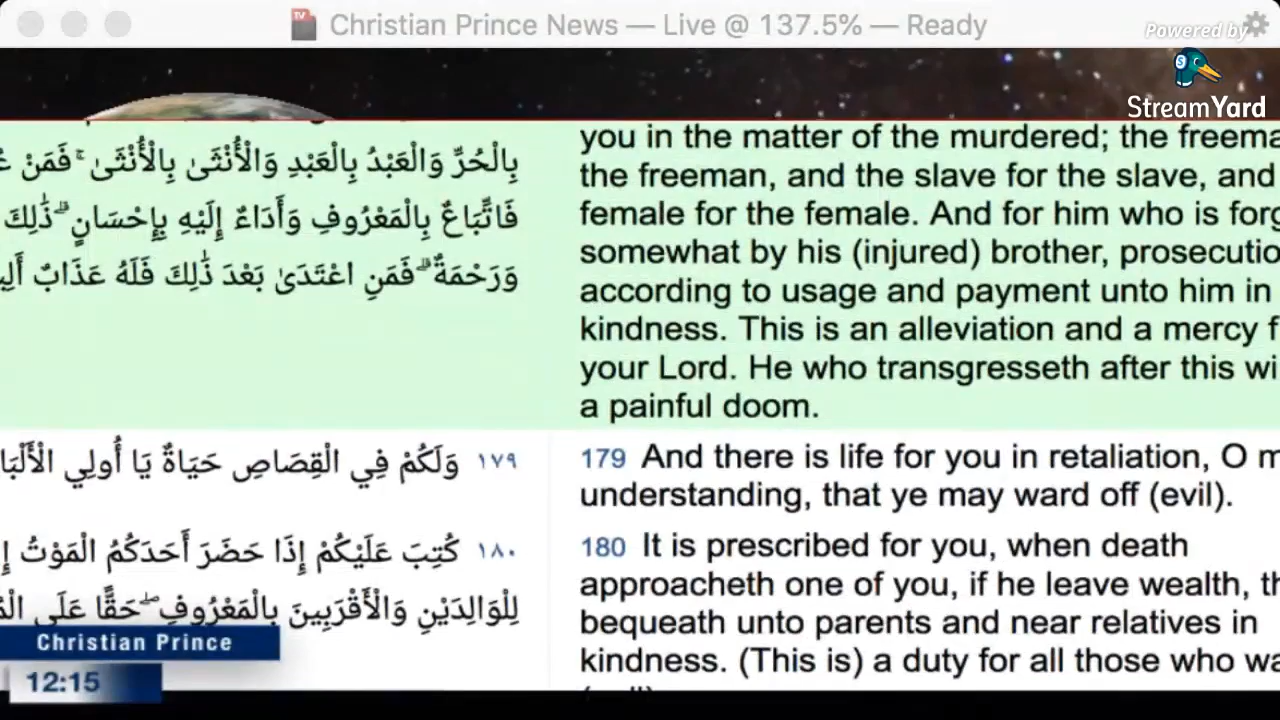 Christian Prince News — Live @ 137.5% — Ready
Powered by
StreamYard
بِالْحُرِّ وَالْعَبْدُ بِالْعَبْدِ وَالْأُنْثَىٰ بِالْأُنْثَىٰ ۚ فَمَنْ
فَاتِّبَاعٌ بِالْمَعْرُوفِ وَأَدَاءٌ إِلَيْهِ بِإِحْسَانٍ ۗ ذَٰلِكَ
وَرَحْمَةٌ ۗ فَمَنِ اعْتَدَىٰ بَعْدَ ذَٰلِكَ فَلَهُ عَذَابٌ أَلِي
١٧٩ وَلَكُمْ فِي الْقِصَاصِ حَيَاةٌ يَا أُولِي الْأَلْبَا
١٨٠ كُتِبَ عَلَيْكُمْ إِذَا حَضَرَ أَحَدَكُمُ الْمَوْتُ إِ
لِلْوَالِدَيْنِ وَالْأَقْرَبِينَ بِالْمَعْرُوفِ ۖ حَقًّا عَلَى الْمُ
you in the matter of the murdered; the freema
the freeman, and the slave for the slave, and
female for the female. And for him who is forg
somewhat by his (injured) brother, prosecutio
according to usage and payment unto him in
kindness. This is an alleviation and a mercy f
your Lord. He who transgresseth after this wi
a painful doom.
179 And there is life for you in retaliation, O m
understanding, that ye may ward off (evil).
180 It is prescribed for you, when death
approacheth one of you, if he leave wealth, th
bequeath unto parents and near relatives in
kindness. (This is) a duty for all those who wa
Christian Prince
12:15